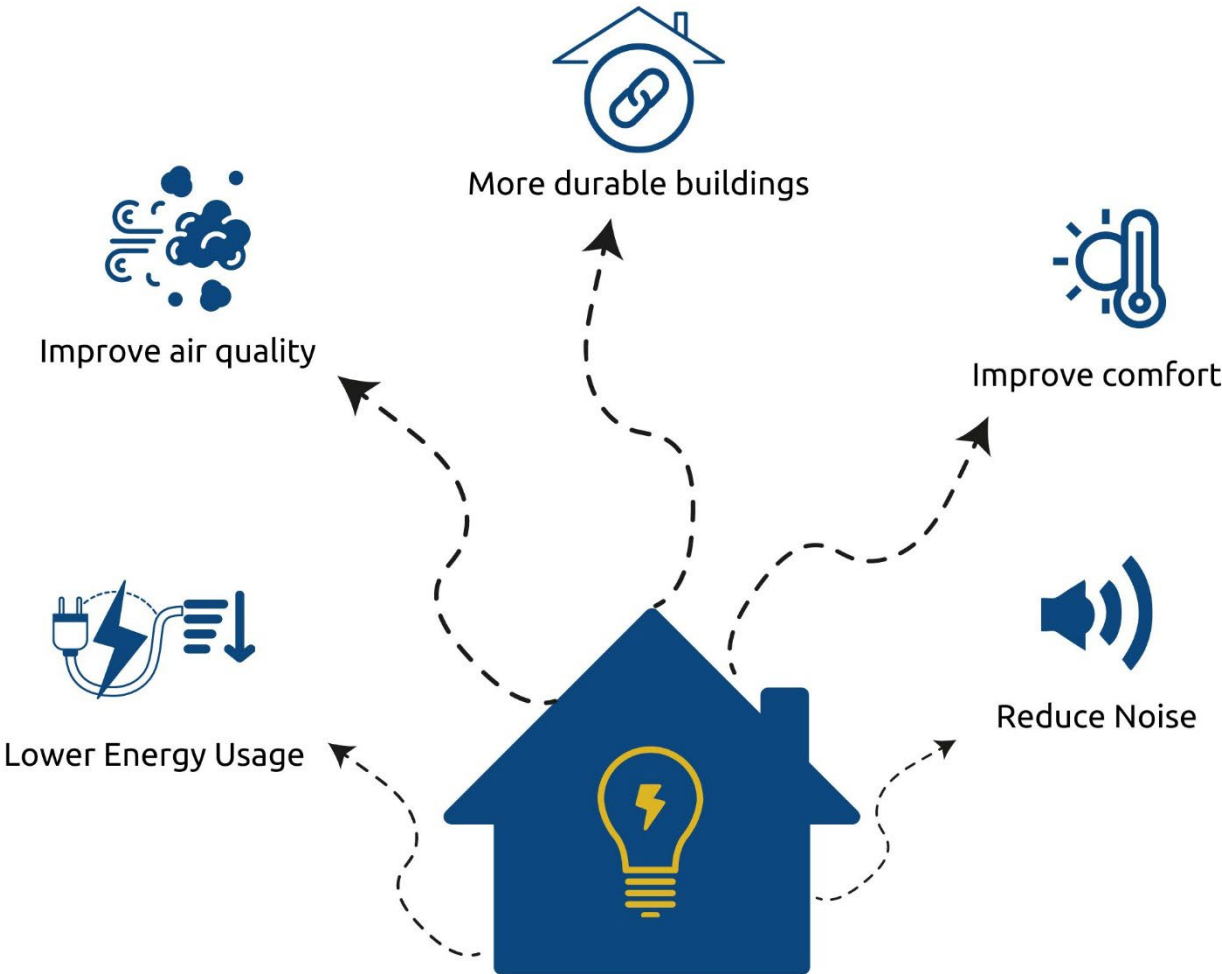 More durable buildings
Improve air quality
Improve comfort
Lower Energy Usage
Reduce Noise